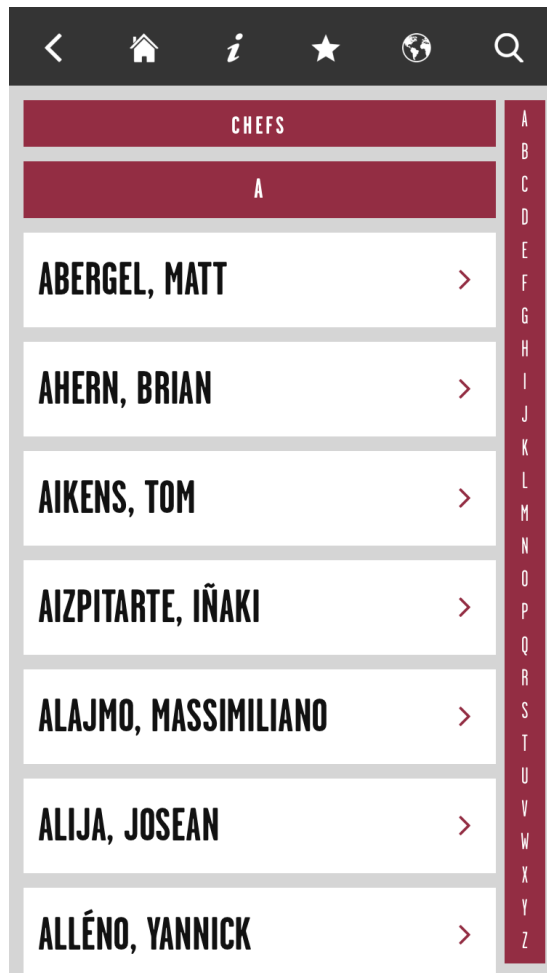 CHEFS
A
ABERGEL, MATT
AHERN, BRIAN
AIKENS, TOM
AIZPITARTE, IÑAKI
ALAJMO, MASSIMILIANO
ALIJA, JOSEAN
ALLÉNO, YANNICK
A
B
C
D
E
F
G
H
I
J
K
L
M
N
O
P
Q
R
S
T
U
V
W
X
Y
Z